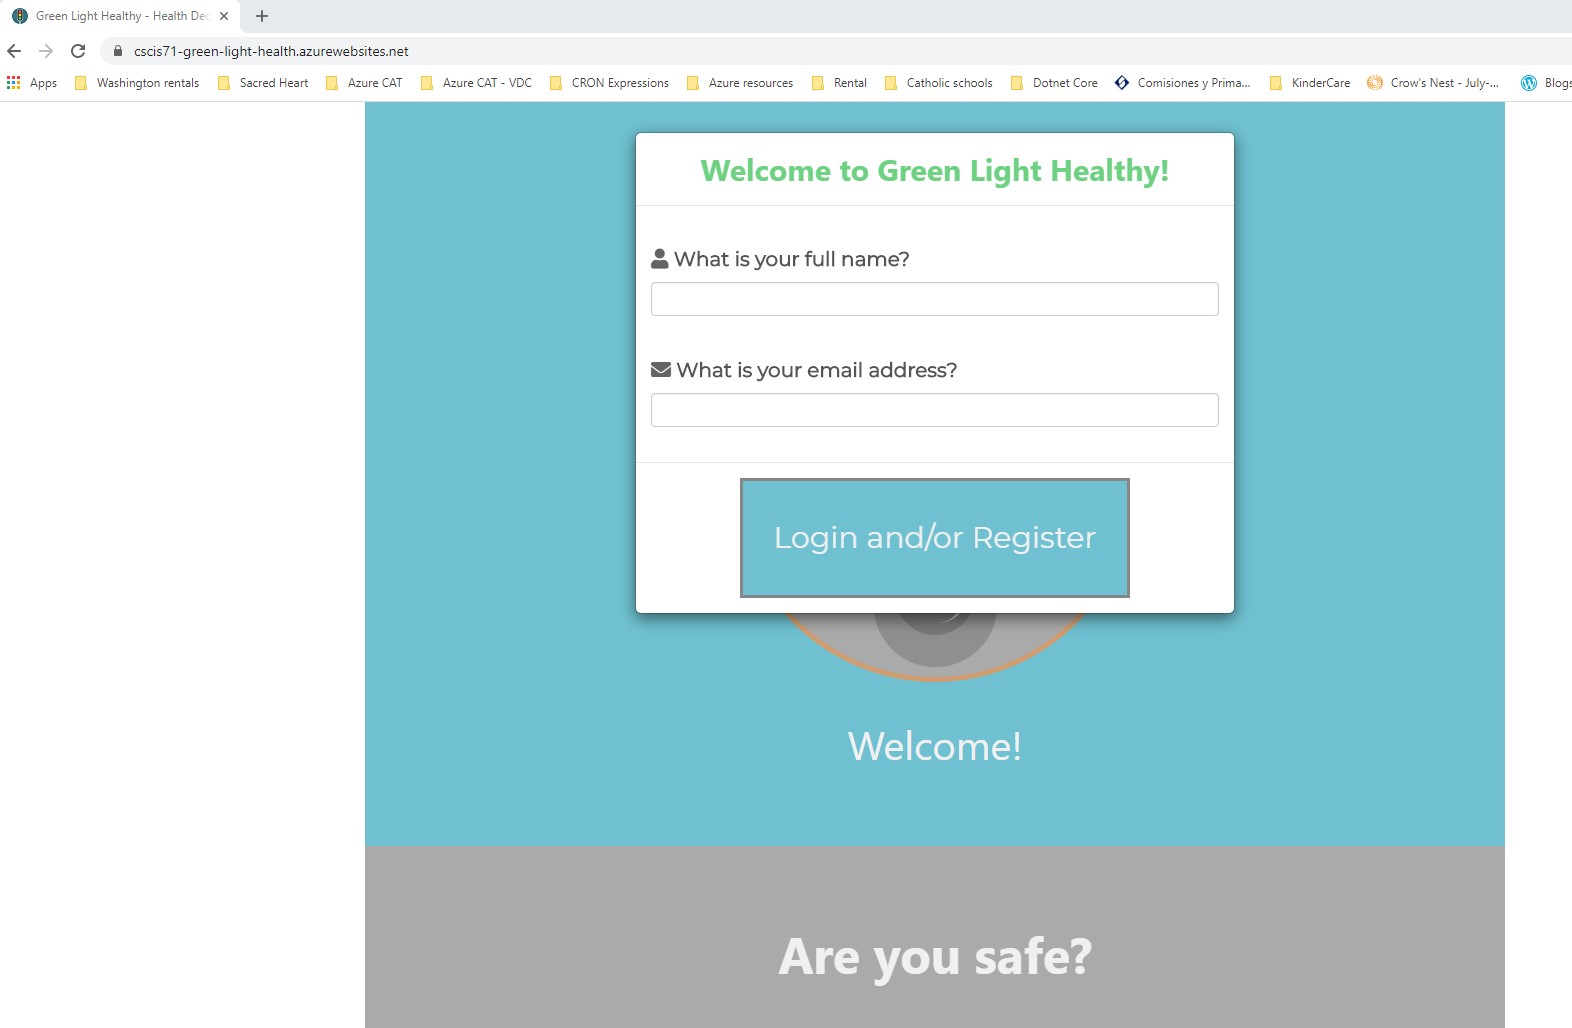 Green Light Healthy - Health Dec
cscis71-green-light-health.azurewebsites.net
Apps Washington rentals Sacred Heart Azure CAT Azure CAT - VDC CRON Expressions Azure resources Rental Catholic schools Dotnet Core Comisiones y Prima... KinderCare Crow's Nest - July-... Blogs
Welcome to Green Light Healthy!
What is your full name?
What is your email address?
Login and/or Register
Welcome!
Are you safe?